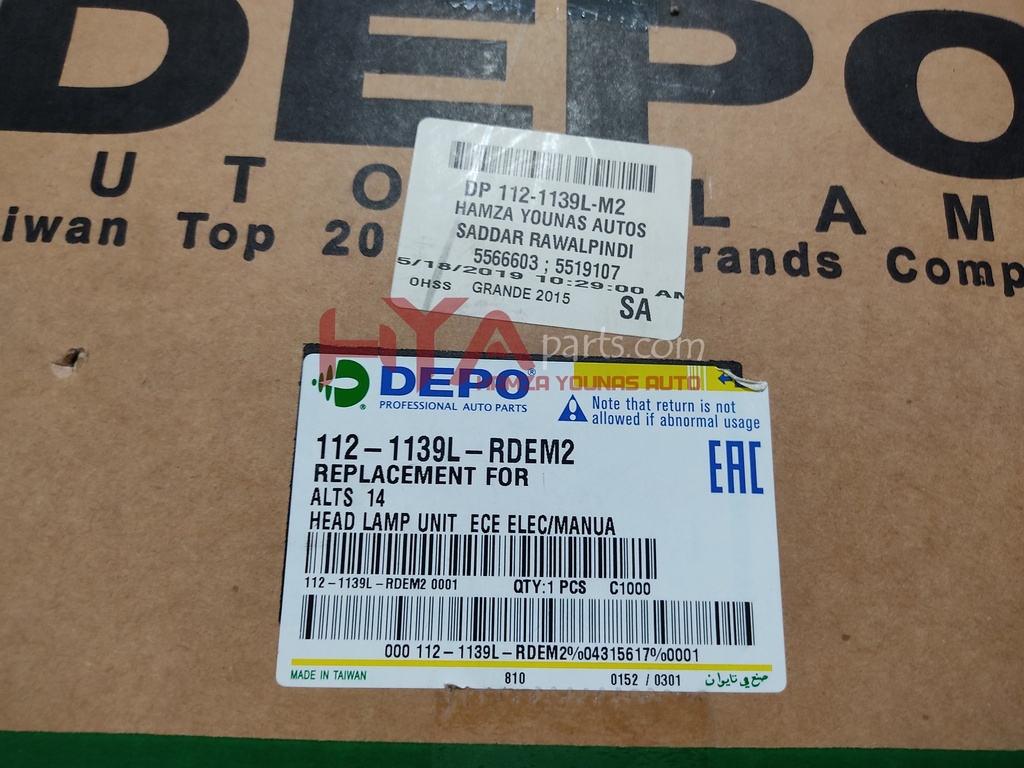 DEPO
UTO LAM
iwan Top 20 rands Comp
DP 112-1139L-M2
HAMZA YOUNAS AUTOS
SADDAR RAWALPINDI
5566603 ; 5519107
5/18/2019 10:29:00 AM
OHSS GRANDE 2015 SA
HYAparts.com
HAMZA YOUNAS AUTO
DEPO®
PROFESSIONAL AUTO PARTS
®
Note that return is not
allowed if abnormal usage
112-1139L-RDEM2
EAC
REPLACEMENT FOR
ALTS 14
HEAD LAMP UNIT ECE ELEC/MANUA
112-1139L-RDEM2 0001 QTY:1 PCS C1000
000 112-1139L-RDEM2%04315617%0001
MADE IN TAIWAN 810 0152 / 0301 صنع في تايوان